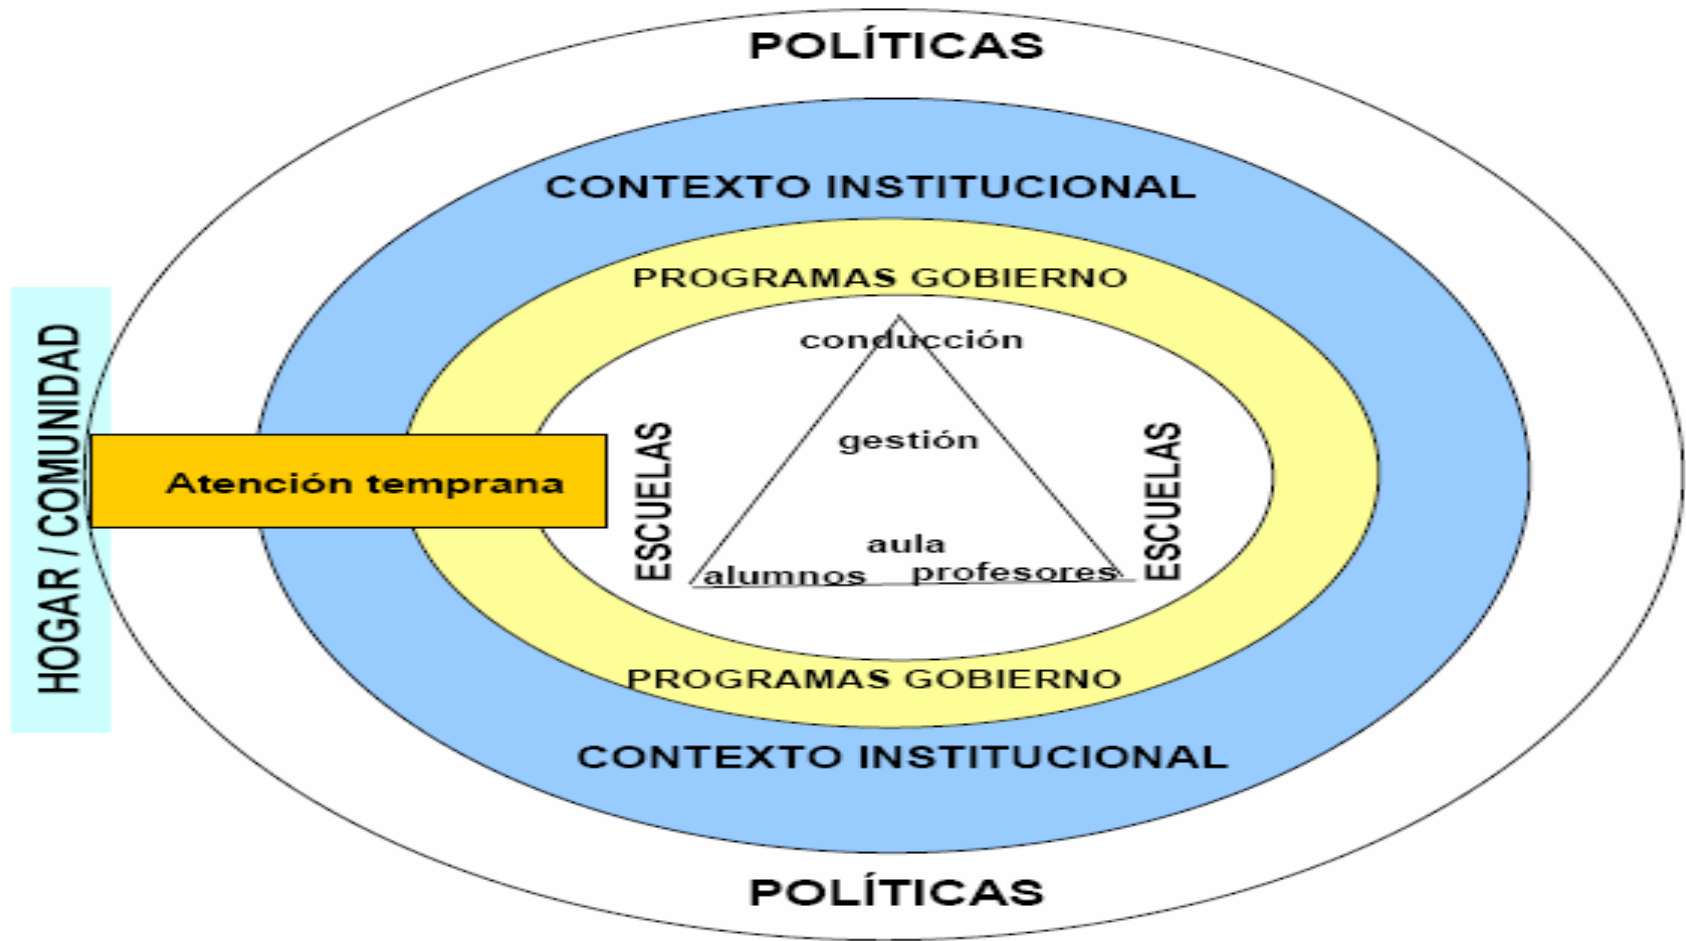 POLÍTICAS
CONTEXTO INSTITUCIONAL
PROGRAMAS GOBIERNO
conducción
HOGAR / COMUNIDAD
Atención temprana
ESCUELAS
gestión
ESCUELAS
aula
alumnos profesores
PROGRAMAS GOBIERNO
CONTEXTO INSTITUCIONAL
POLÍTICAS